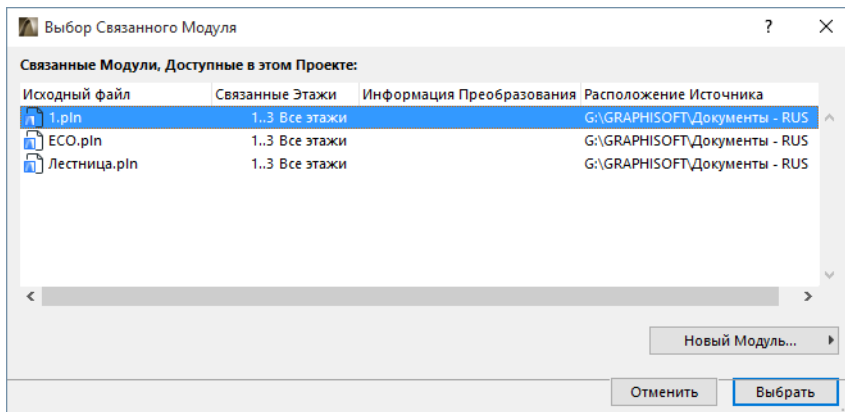 Выбор Связанного Модуля ? ×
Связанные Модули, Доступные в этом Проекте:
Исходный файл Связанные Этажи Информация Преобразования Расположение Источника
1.pln 1..3 Все этажи G:\GRAPHISOFT\Документы - RUS
ECO.pln 1..3 Все этажи G:\GRAPHISOFT\Документы - RUS
Лестница.pln 1..3 Все этажи G:\GRAPHISOFT\Документы - RUS
Новый Модуль...
Отменить Выбрать